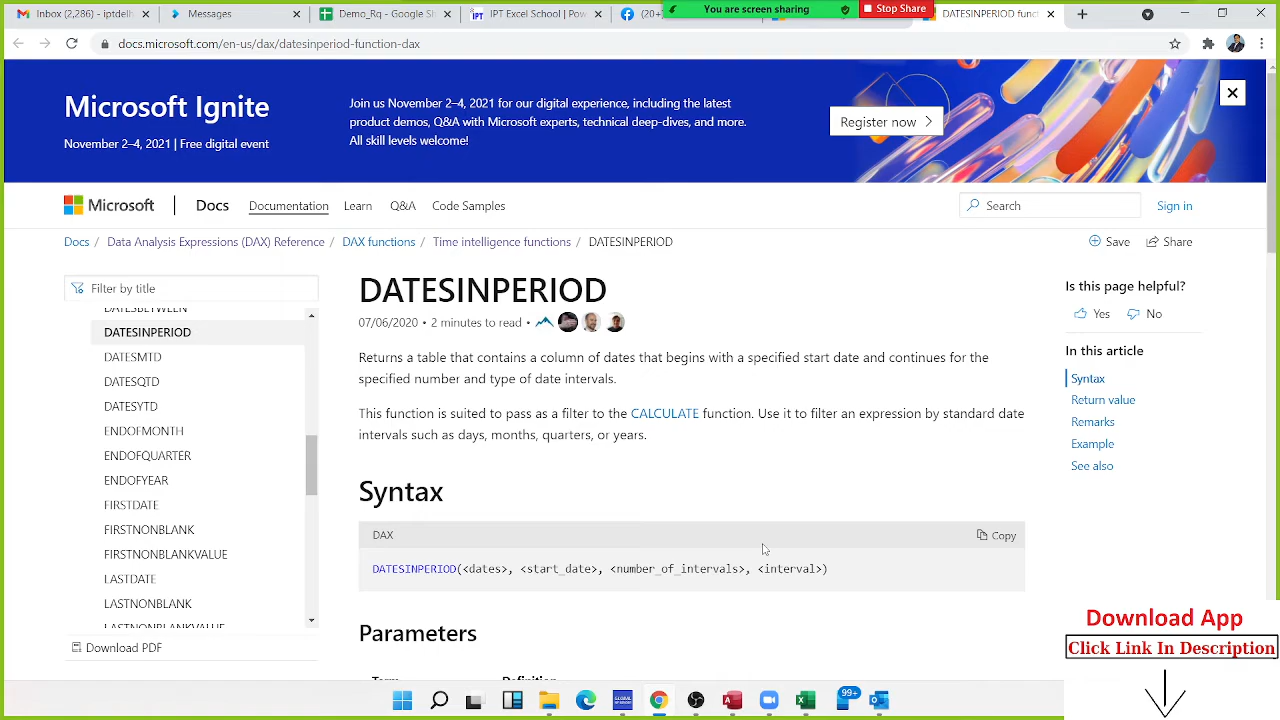 Inbox (2,286) - iptdelhi
Messages
Demo_Rq - Google Sh
IPT Excel School | Pow
(20+
You are screen sharing
Stop Share
DATESINPERIOD func
docs.microsoft.com/en-us/dax/datesinperiod-function-dax
Microsoft Ignite
November 2–4, 2021 | Free digital event
Join us November 2–4, 2021 for our digital experience, including the latest
product demos, Q&A with Microsoft experts, technical deep-dives, and more.
All skill levels welcome!
Register now
Microsoft
Docs
Documentation
Learn
Q&A
Code Samples
Search
Sign in
Docs / Data Analysis Expressions (DAX) Reference / DAX functions / Time intelligence functions / DATESINPERIOD
Save
Share
Filter by title
DATESBETWEEN
DATESINPERIOD
DATESMTD
DATESQTD
DATESYTD
ENDOFMONTH
ENDOFQUARTER
ENDOFYEAR
FIRSTDATE
FIRSTNONBLANK
FIRSTNONBLANKVALUE
LASTDATE
LASTNONBLANK
LASTNONBLANKVALUE
Download PDF
DATESINPERIOD
07/06/2020 • 2 minutes to read •
Returns a table that contains a column of dates that begins with a specified start date and continues for the
specified number and type of date intervals.
This function is suited to pass as a filter to the CALCULATE function. Use it to filter an expression by standard date
intervals such as days, months, quarters, or years.
Syntax
DAX
Copy
DATESINPERIOD(<dates>, <start_date>, <number_of_intervals>, <interval>)
Parameters
Term
Definition
Is this page helpful?
Yes
No
In this article
Syntax
Return value
Remarks
Example
See also
Download App
Click Link In Description
99+